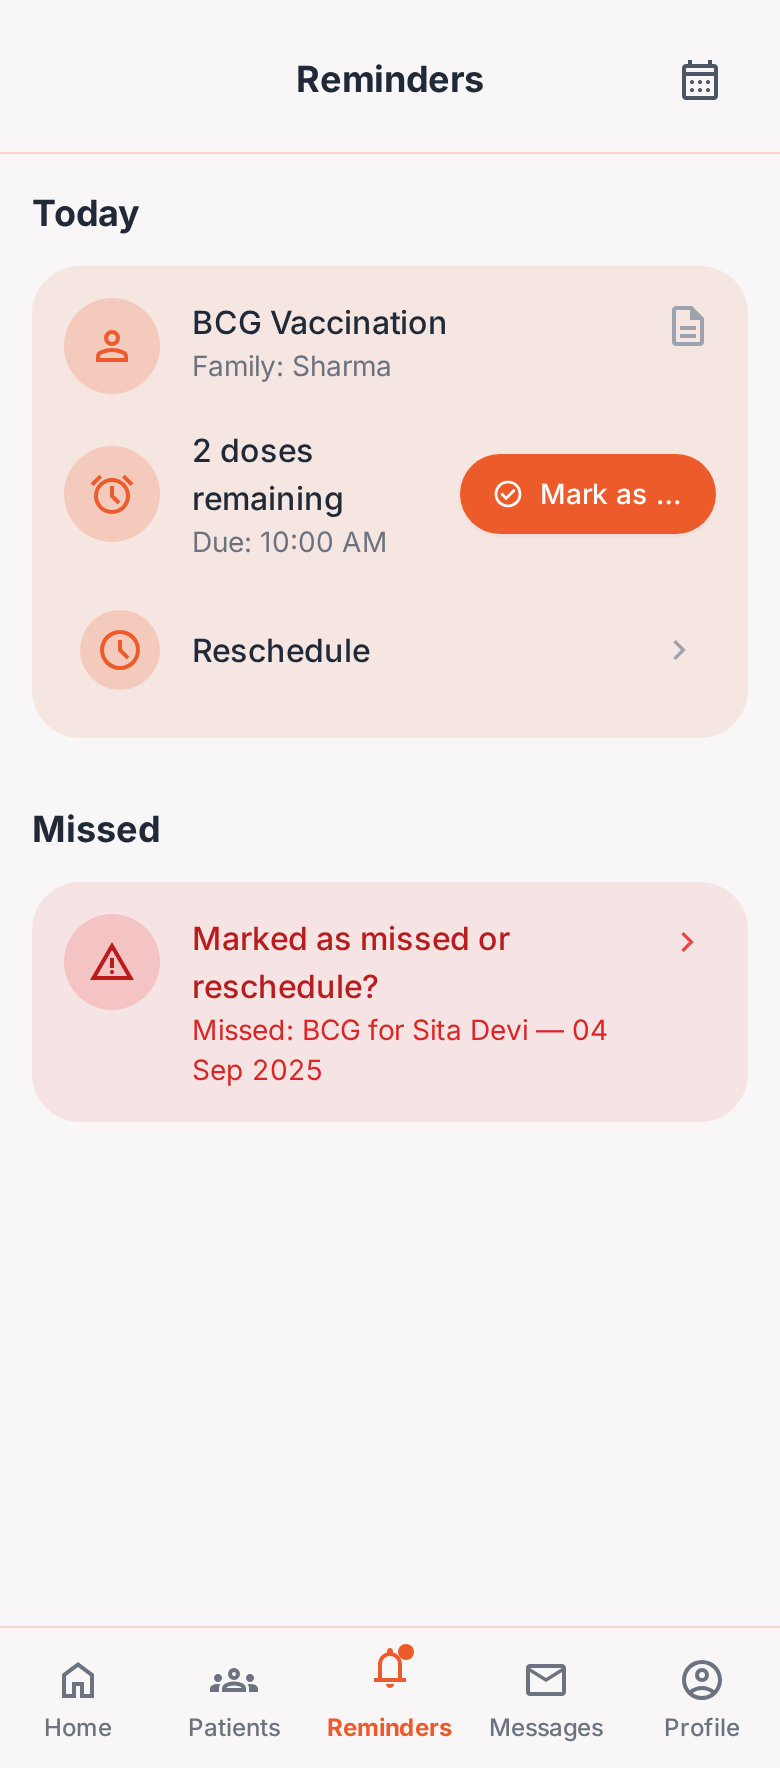 Reminders
Today
BCG Vaccination
Family: Sharma
2 doses
remaining
Due: 10:00 AM
Mark as ...
Reschedule
Missed
Marked as missed or
reschedule?
Missed: BCG for Sita Devi — 04
Sep 2025
Home
Patients
Reminders
Messages
Profile